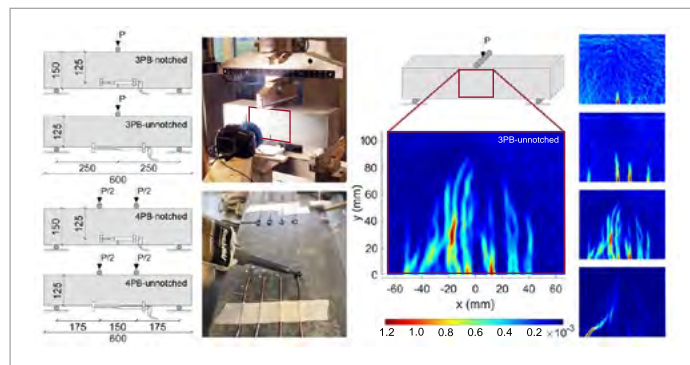 P
3PB-notched
150
125
P
3PB-unnotched
125
250
250
600
P/2
P/2
4PB-notched
150
125
P/2
P/2
4PB-unnotched
125
175
150
175
600
P
3PB-unnotched
y (mm)
100
80
60
40
20
0
-60
-40
-20
0
20
40
60
x (mm)
1.2
1.0
0.8
0.6
0.4
0.2
×10⁻³